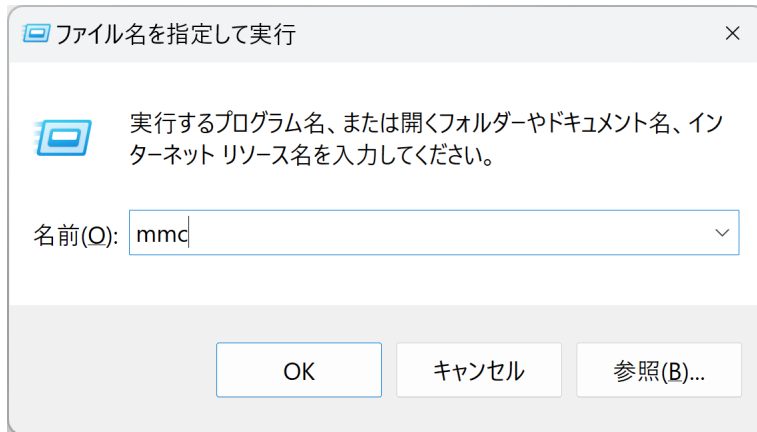 ファイル名を指定して実行
実行するプログラム名、または開くフォルダーやドキュメント名、イン
ターネット リソース名を入力してください。
名前(O): mmc
OK キャンセル 参照(B)...